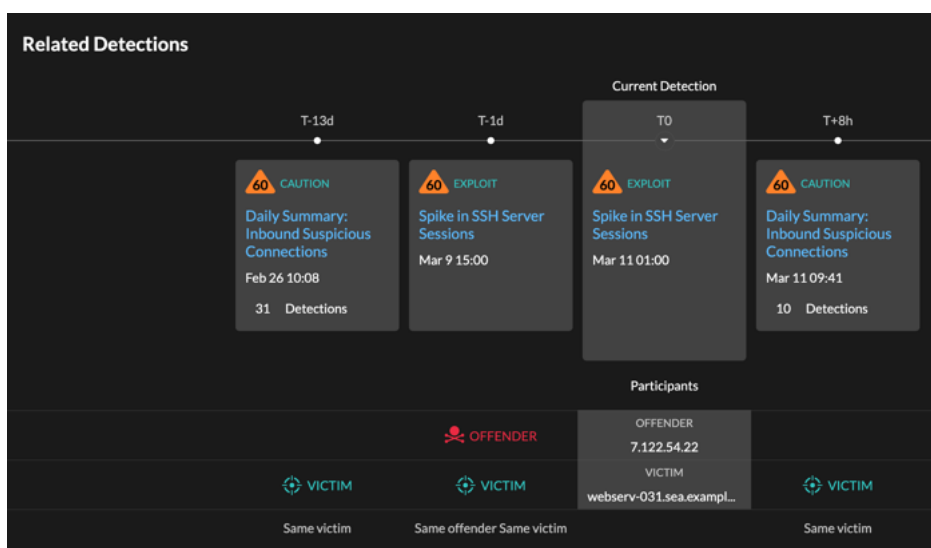 Related Detections
Current Detection
T-13d
T-1d
T0
T+8h
60 CAUTION
Daily Summary:
Inbound Suspicious
Connections
Feb 26 10:08
31 Detections
60 EXPLOIT
Spike in SSH Server
Sessions
Mar 9 15:00
60 EXPLOIT
Spike in SSH Server
Sessions
Mar 11 01:00
60 CAUTION
Daily Summary:
Inbound Suspicious
Connections
Mar 11 09:41
10 Detections
Participants
OFFENDER
OFFENDER
7.122.54.22
VICTIM
VICTIM
VICTIM
webserv-031.sea.exampl...
VICTIM
Same victim
Same offender Same victim
Same victim